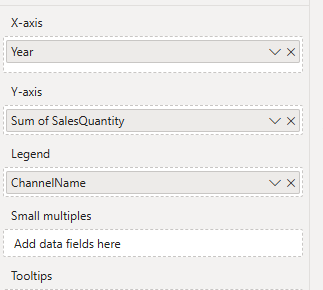 X-axis
Year
Y-axis
Sum of SalesQuantity
Legend
ChannelName
Small multiples
Add data fields here
Tooltips